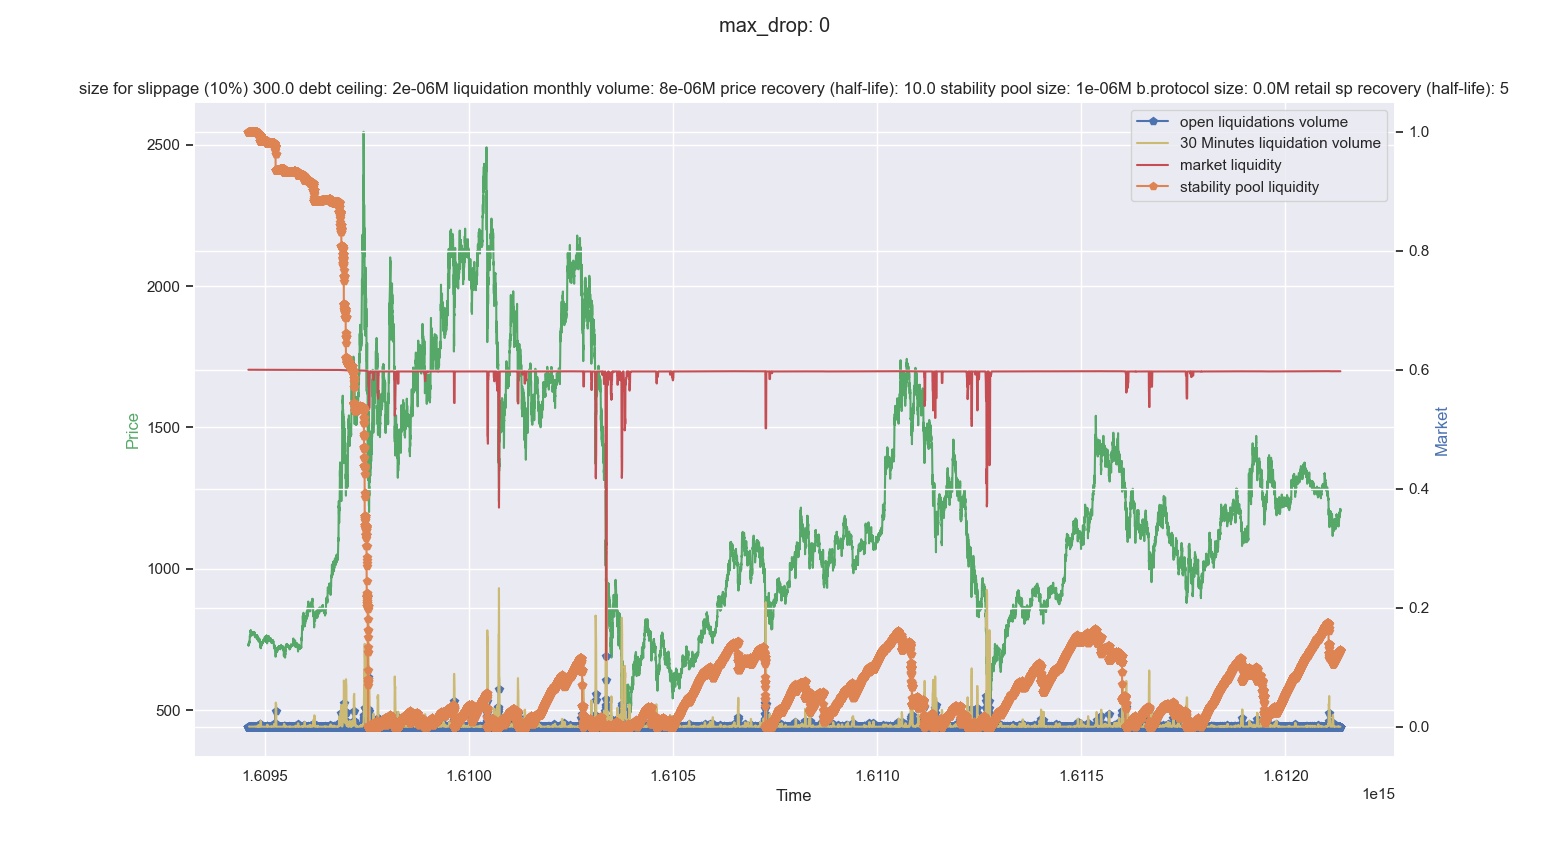 max_drop: 0
size for slippage (10%) 300.0 debt ceiling: 2e-06M liquidation monthly volume: 8e-06M price recovery (half-life): 10.0 stability pool size: 1e-06M b.protocol size: 0.0M retail sp recovery (half-life): 5
open liquidations volume
30 Minutes liquidation volume
market liquidity
stability pool liquidity
2500
2000
1500
1000
500
Price
1.0
0.8
0.6
0.4
0.2
0.0
Market
1.6095
1.6100
1.6105
1.6110
1.6115
1.6120
1e15
Time